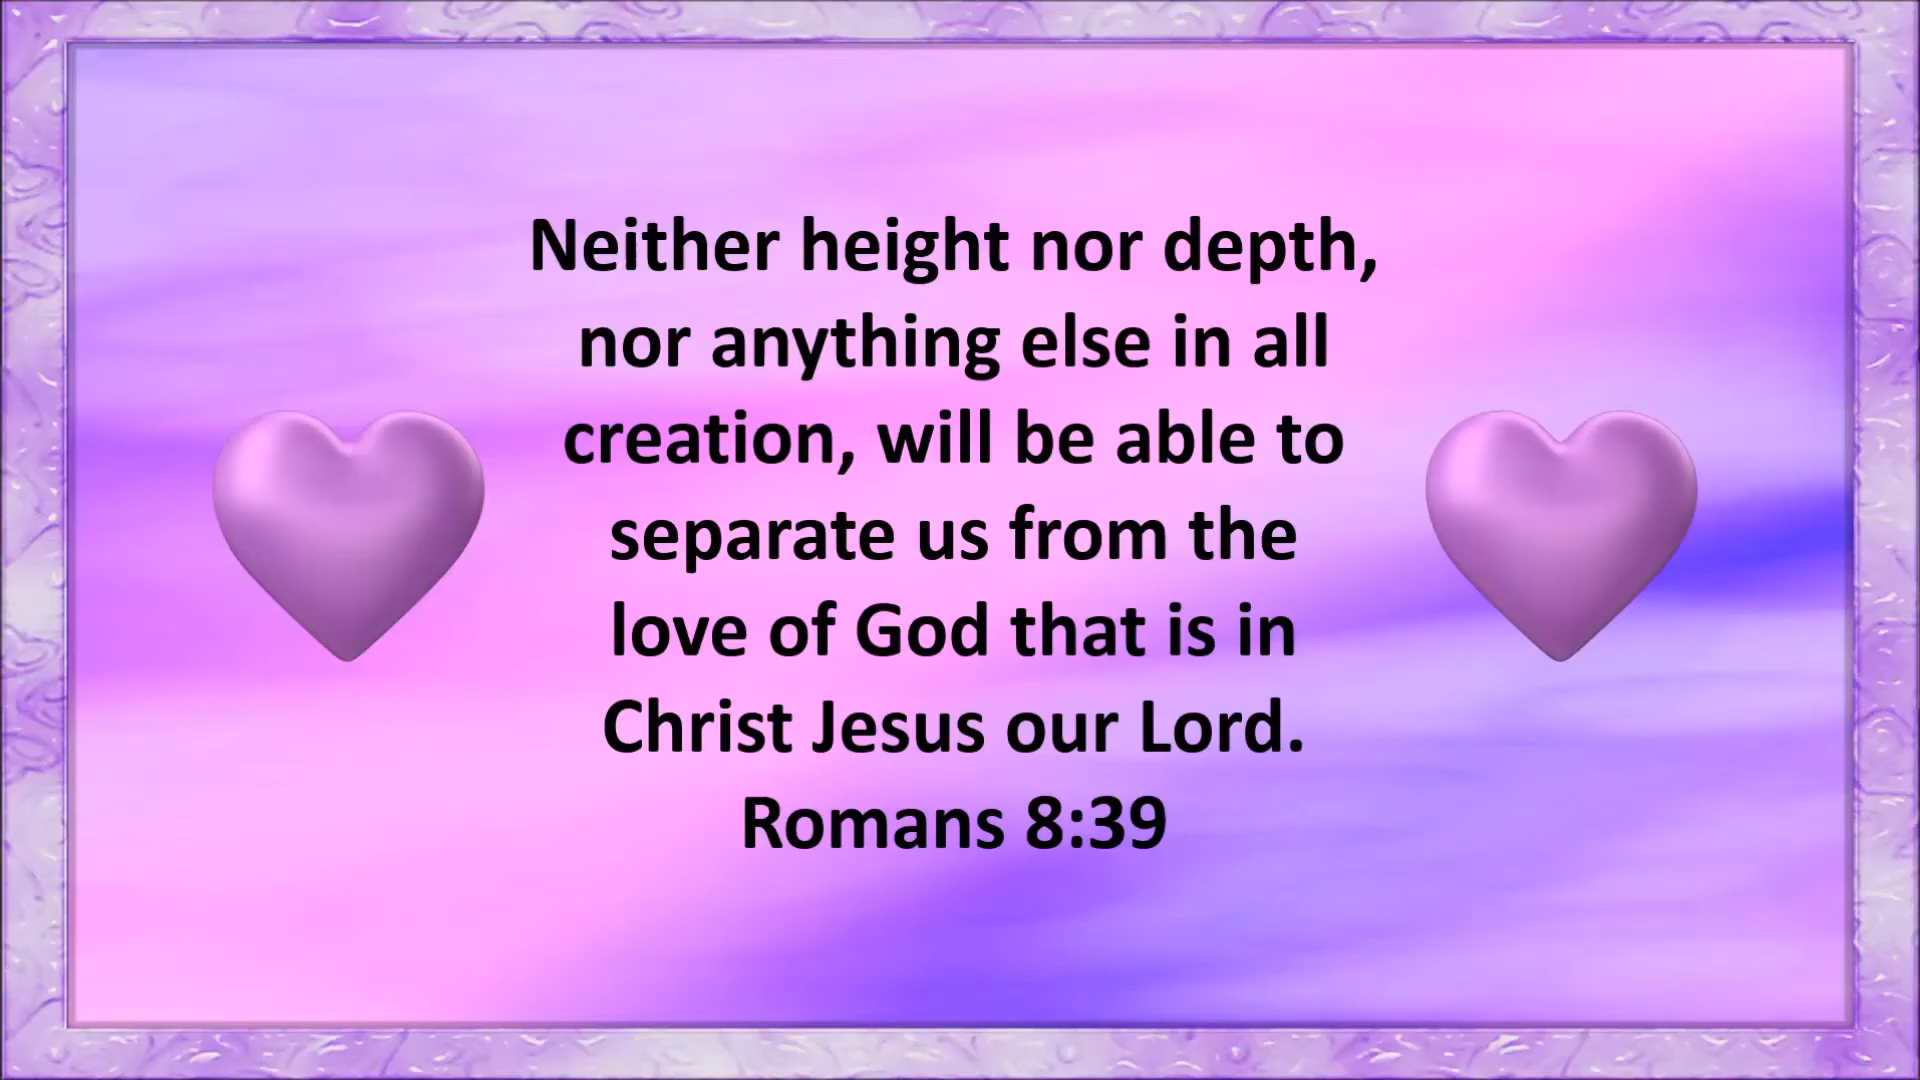 Neither height nor depth,
nor anything else in all
creation, will be able to
separate us from the
love of God that is in
Christ Jesus our Lord.
Romans 8:39